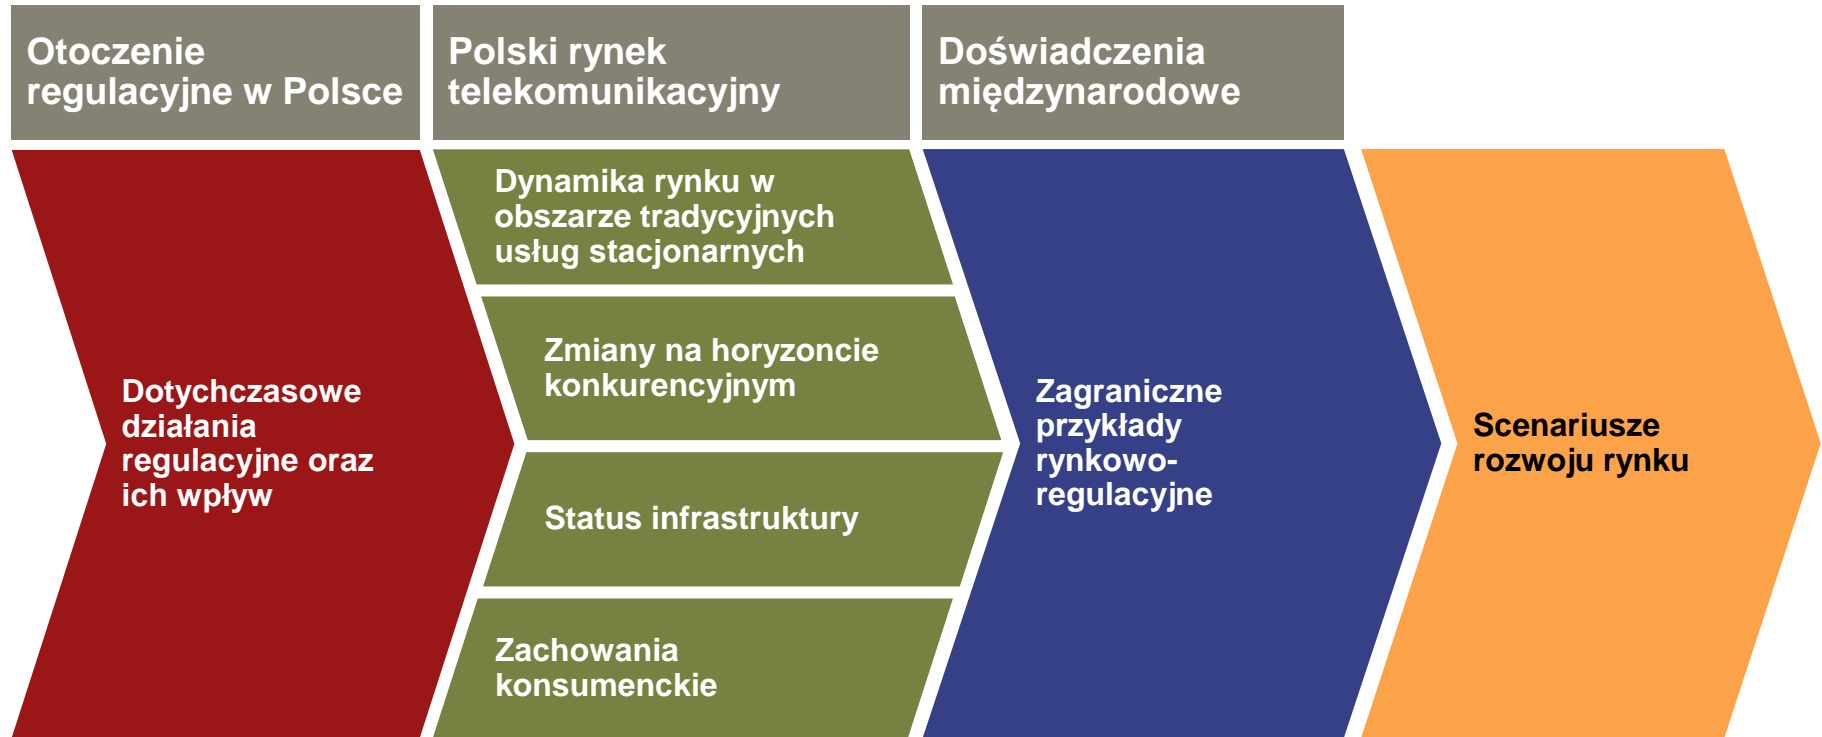 Otoczenie
regulacyjne w Polsce
Polski rynek
telekomunikacyjny
Doświadczenia
międzynarodowe
Dotychczasowe
działania
regulacyjne oraz
ich wpływ
Dynamika rynku w
obszarze tradycyjnych
usług stacjonarnych
Zmiany na horyzoncie
konkurencyjnym
Status infrastruktury
Zachowania
konsumenckie
Zagraniczne
przykłady
rynkowo-
regulacyjne
Scenariusze
rozwoju rynku